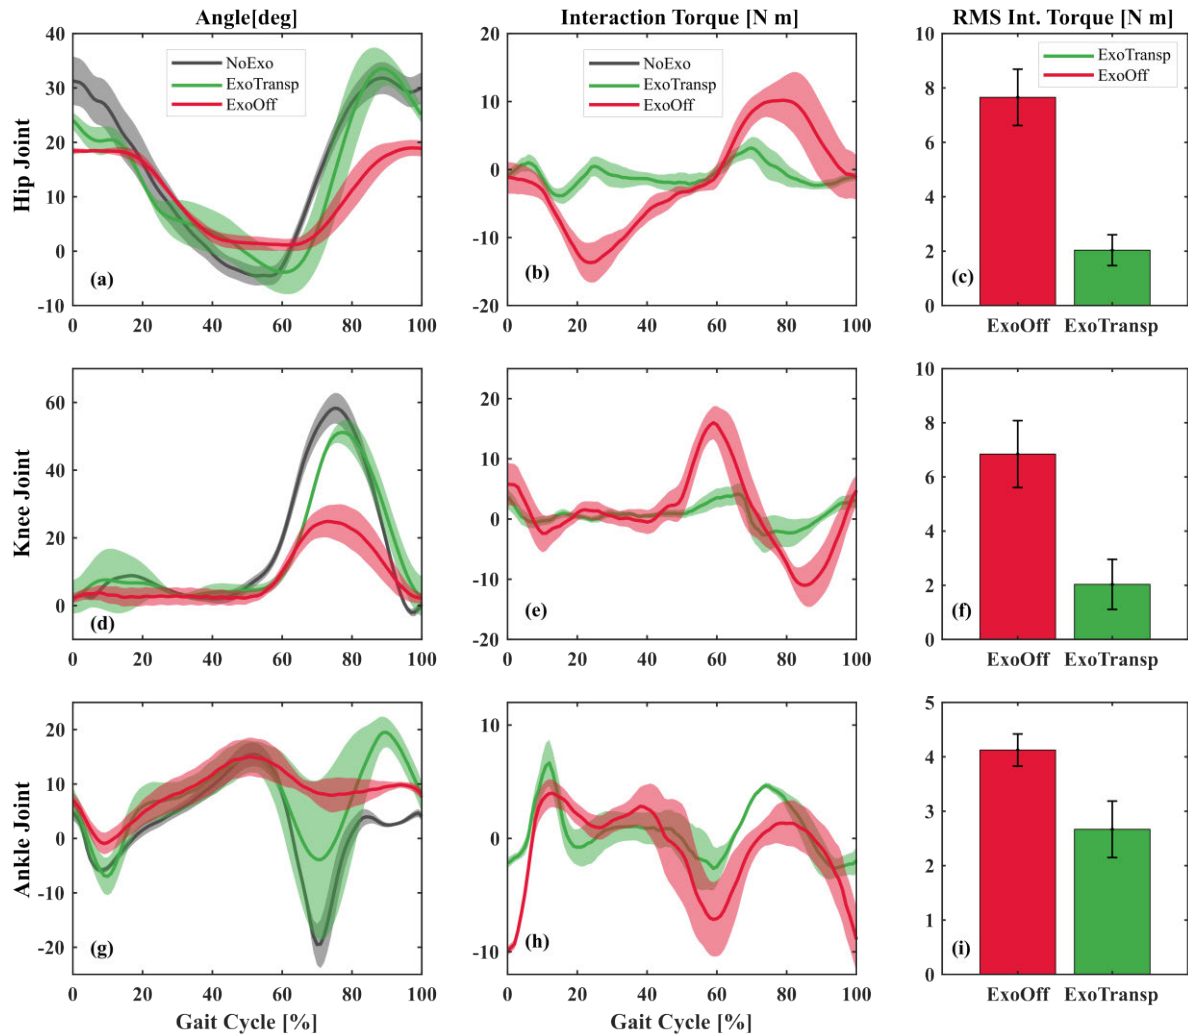 Angle[deg]
Interaction Torque [N m]
RMS Int. Torque [N m]
Hip Joint
40
30
20
10
0
-10
NoExo
ExoTransp
ExoOff
(a)
0
20
40
60
80
100
20
10
0
-10
-20
NoExo
ExoTransp
ExoOff
(b)
0
20
40
60
80
100
10
8
6
4
2
0
ExoTransp
ExoOff
(c)
ExoOff
ExoTransp
Knee Joint
60
40
20
0
(d)
0
20
40
60
80
100
20
10
0
-10
-20
(e)
0
20
40
60
80
100
10
8
6
4
2
0
(f)
ExoOff
ExoTransp
Ankle Joint
20
10
0
-10
-20
(g)
0
20
40
60
80
100
Gait Cycle [%]
10
0
-10
(h)
0
20
40
60
80
100
Gait Cycle [%]
5
4
3
2
1
0
(i)
ExoOff
ExoTransp